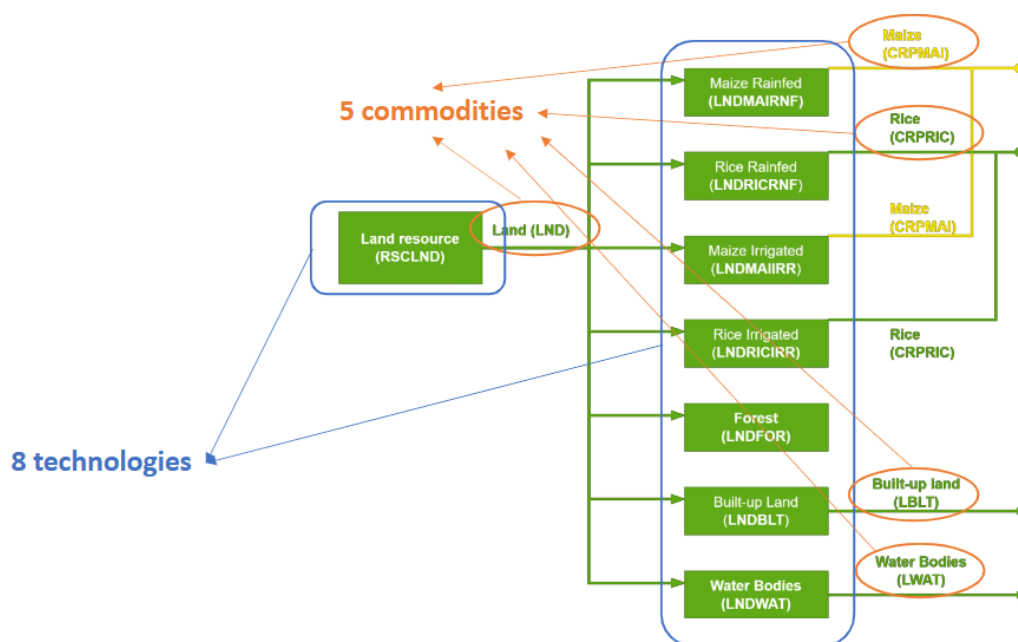 Maize
(CRPMAI)
5 commodities
Maize Rainfed
(LNDMAIRNF)
Rice
(CRPRIC)
Rice Rainfed
(LNDRICRNF)
Land resource
(RSCLND)
Land (LND)
Maize
(CRPMAI)
Maize Irrigated
(LNDMAIIRR)
Rice Irrigated
(LNDRICIRR)
Rice
(CRPRIC)
Forest
(LNDFOR)
8 technologies
Built-up Land
(LNDBLT)
Built-up land
(LBLT)
Water Bodies
(LNDWAT)
Water Bodies
(LWAT)